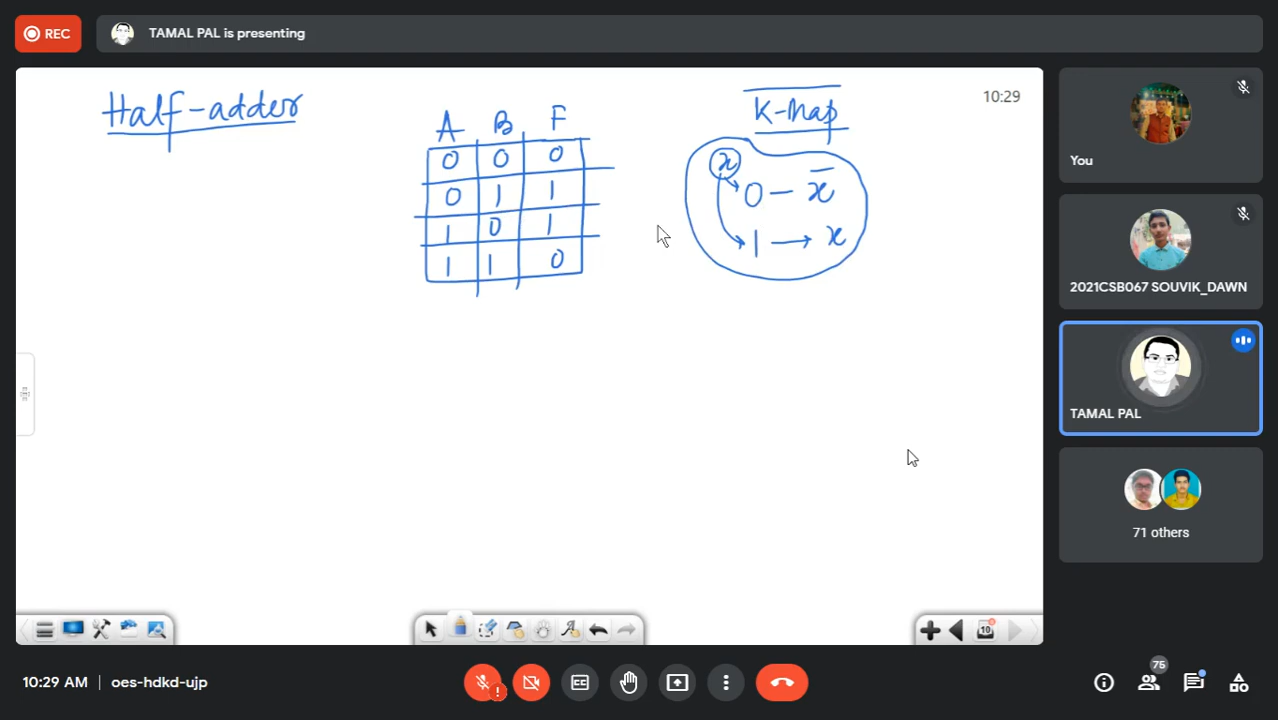 REC
TAMAL PAL is presenting
Half-adder
A B F
0 0 0
0 1 1
1 0 1
1 1 0
K-Map
x
0 — x̄
1 → x
10:29
You
2021CSB067 SOUVIK_DAWN
TAMAL PAL
71 others
10
10:29 AM | oes-hdkd-ujp
CC
75